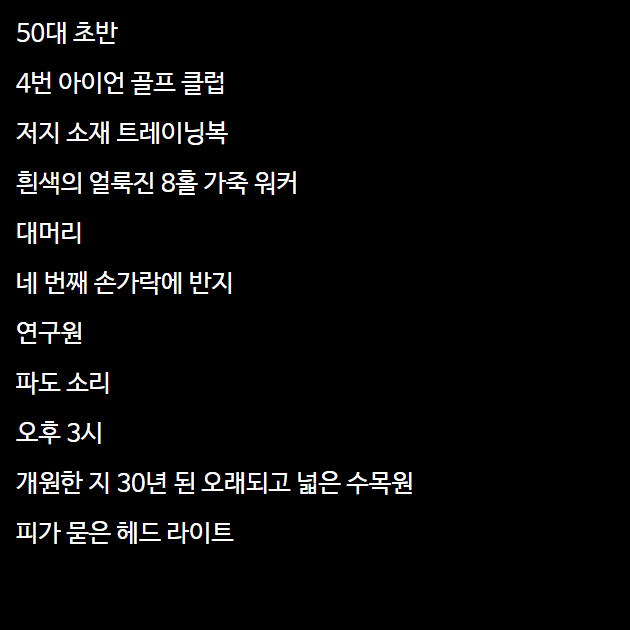 50대 초반
4번 아이언 골프 클럽
저지 소재 트레이닝복
흰색의 얼룩진 8홀 가죽 워커
대머리
네 번째 손가락에 반지
연구원
파도 소리
오후 3시
개원한 지 30년 된 오래되고 넓은 수목원
피가 묻은 헤드 라이트